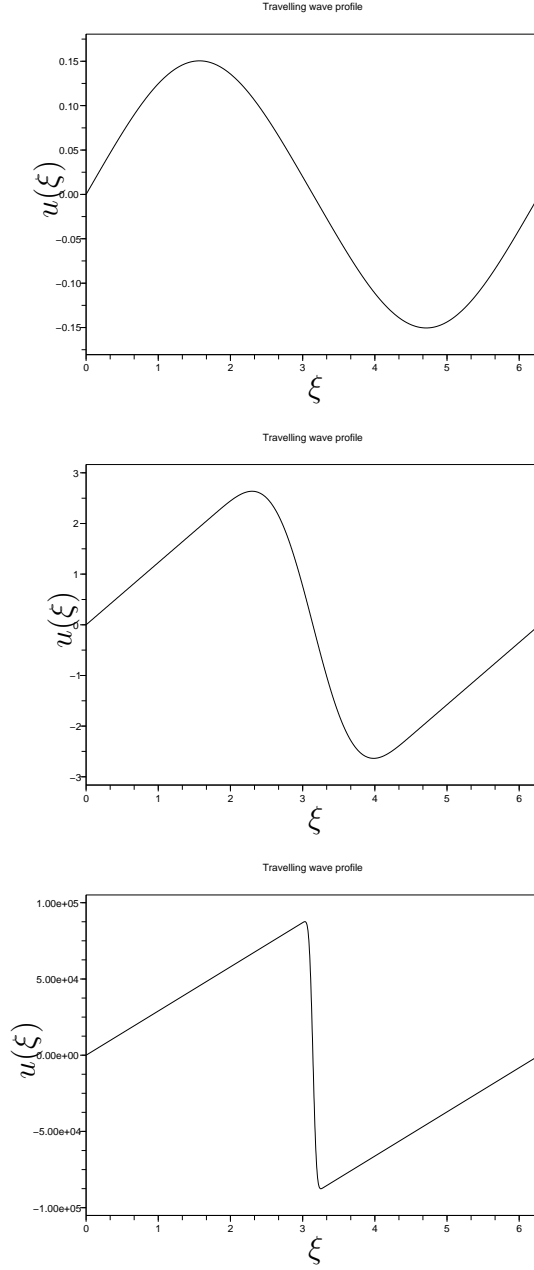 Travelling wave profile
0.15
0.10
0.05
0.00
−0.05
−0.10
−0.15
u(ξ)
0 1 2 3 4 5 6
ξ
Travelling wave profile
3
2
1
0
−1
−2
−3
u(ξ)
0 1 2 3 4 5 6
ξ
Travelling wave profile
1.00e+05
5.00e+04
0.00e+00
−5.00e+04
−1.00e+05
u(ξ)
0 1 2 3 4 5 6
ξ